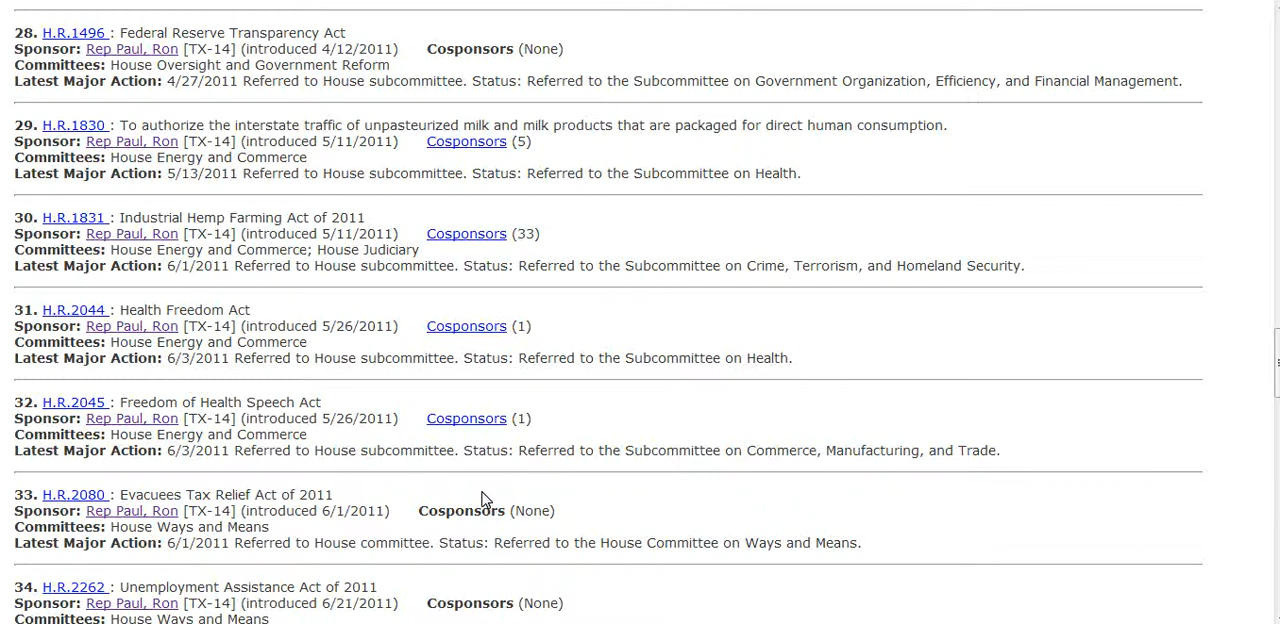 28. H.R.1496 : Federal Reserve Transparency Act
Sponsor: Rep Paul, Ron [TX-14] (introduced 4/12/2011) Cosponsors (None)
Committees: House Oversight and Government Reform
Latest Major Action: 4/27/2011 Referred to House subcommittee. Status: Referred to the Subcommittee on Government Organization, Efficiency, and Financial Management.
29. H.R.1830 : To authorize the interstate traffic of unpasteurized milk and milk products that are packaged for direct human consumption.
Sponsor: Rep Paul, Ron [TX-14] (introduced 5/11/2011) Cosponsors (5)
Committees: House Energy and Commerce
Latest Major Action: 5/13/2011 Referred to House subcommittee. Status: Referred to the Subcommittee on Health.
30. H.R.1831 : Industrial Hemp Farming Act of 2011
Sponsor: Rep Paul, Ron [TX-14] (introduced 5/11/2011) Cosponsors (33)
Committees: House Energy and Commerce; House Judiciary
Latest Major Action: 6/1/2011 Referred to House subcommittee. Status: Referred to the Subcommittee on Crime, Terrorism, and Homeland Security.
31. H.R.2044 : Health Freedom Act
Sponsor: Rep Paul, Ron [TX-14] (introduced 5/26/2011) Cosponsors (1)
Committees: House Energy and Commerce
Latest Major Action: 6/3/2011 Referred to House subcommittee. Status: Referred to the Subcommittee on Health.
32. H.R.2045 : Freedom of Health Speech Act
Sponsor: Rep Paul, Ron [TX-14] (introduced 5/26/2011) Cosponsors (1)
Committees: House Energy and Commerce
Latest Major Action: 6/3/2011 Referred to House subcommittee. Status: Referred to the Subcommittee on Commerce, Manufacturing, and Trade.
33. H.R.2080 : Evacuees Tax Relief Act of 2011
Sponsor: Rep Paul, Ron [TX-14] (introduced 6/1/2011) Cosponsors (None)
Committees: House Ways and Means
Latest Major Action: 6/1/2011 Referred to House committee. Status: Referred to the House Committee on Ways and Means.
34. H.R.2262 : Unemployment Assistance Act of 2011
Sponsor: Rep Paul, Ron [TX-14] (introduced 6/21/2011) Cosponsors (None)
Committees: House Ways and Means